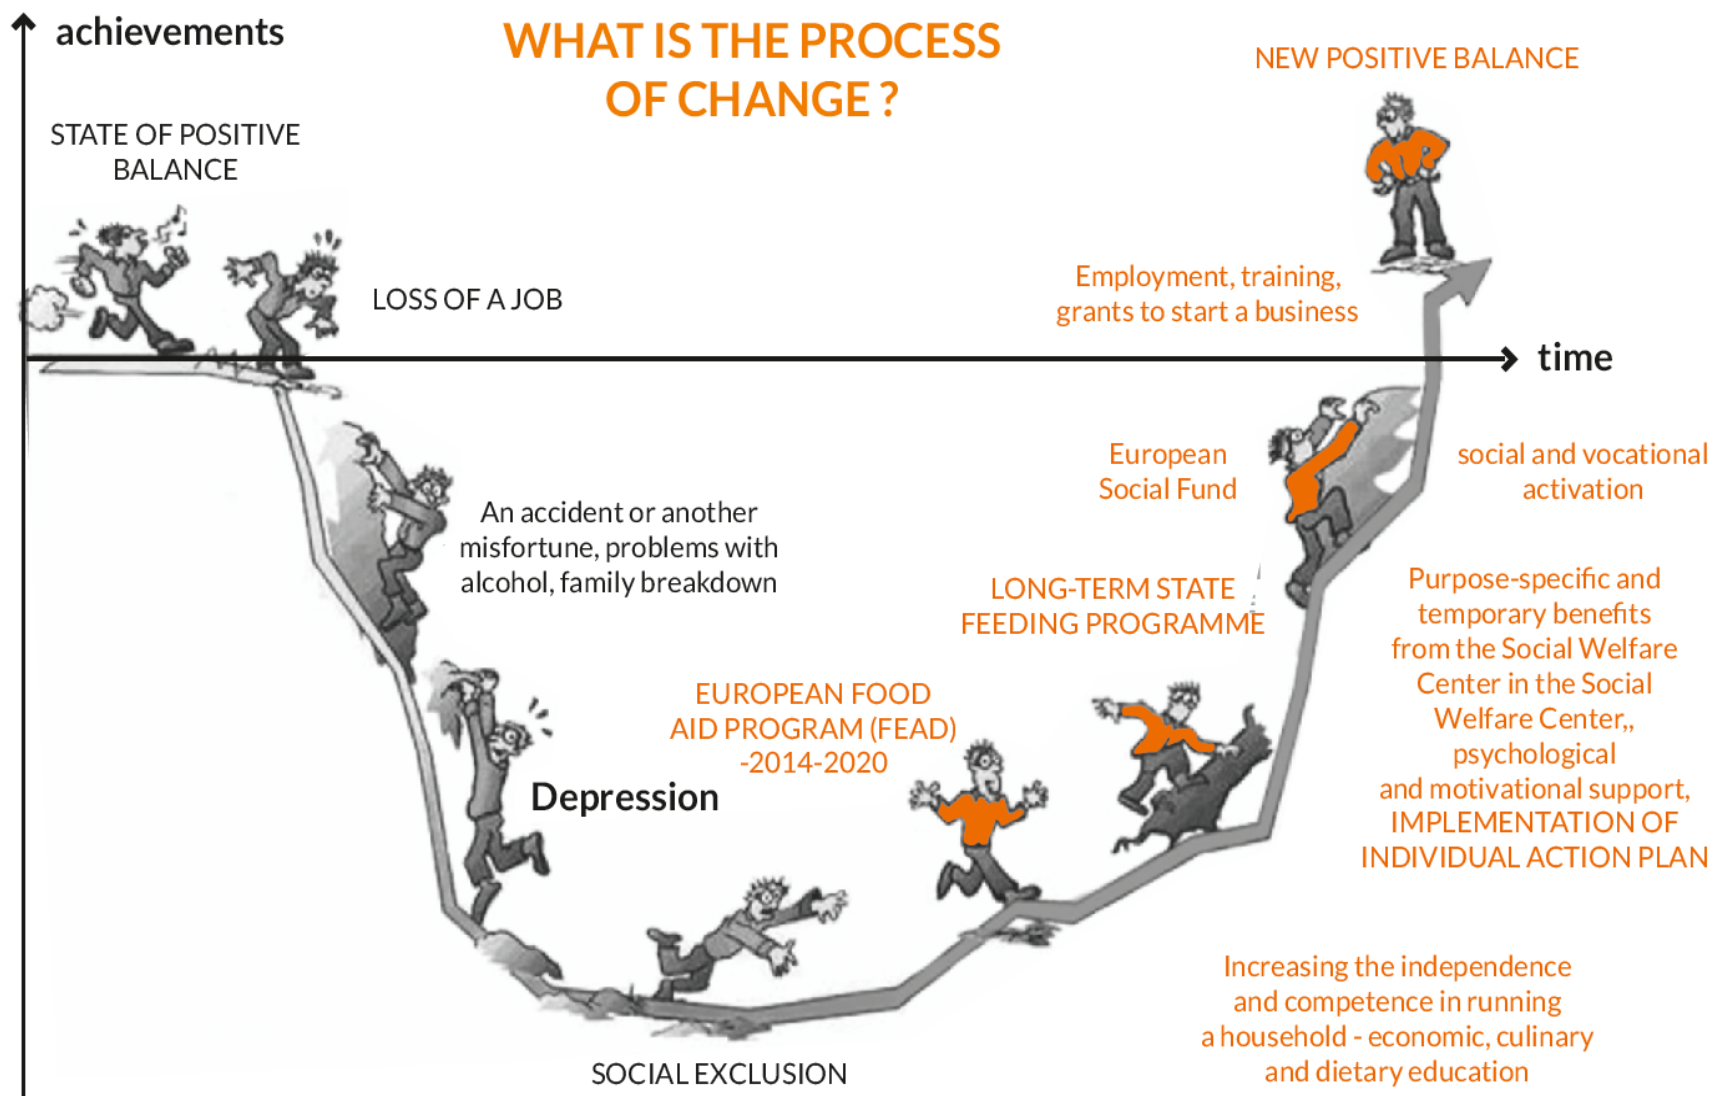 achievements
WHAT IS THE PROCESS
OF CHANGE ?
NEW POSITIVE BALANCE
STATE OF POSITIVE
BALANCE
LOSS OF A JOB
Employment, training,
grants to start a business
time
European
Social Fund
social and vocational
activation
An accident or another
misfortune, problems with
alcohol, family breakdown
LONG-TERM STATE
FEEDING PROGRAMME
Purpose-specific and
temporary benefits
from the Social Welfare
Center in the Social
Welfare Center,,
psychological
and motivational support,
IMPLEMENTATION OF
INDIVIDUAL ACTION PLAN
EUROPEAN FOOD
AID PROGRAM (FEAD)
-2014-2020
Depression
Increasing the independence
and competence in running
a household - economic, culinary
and dietary education
SOCIAL EXCLUSION